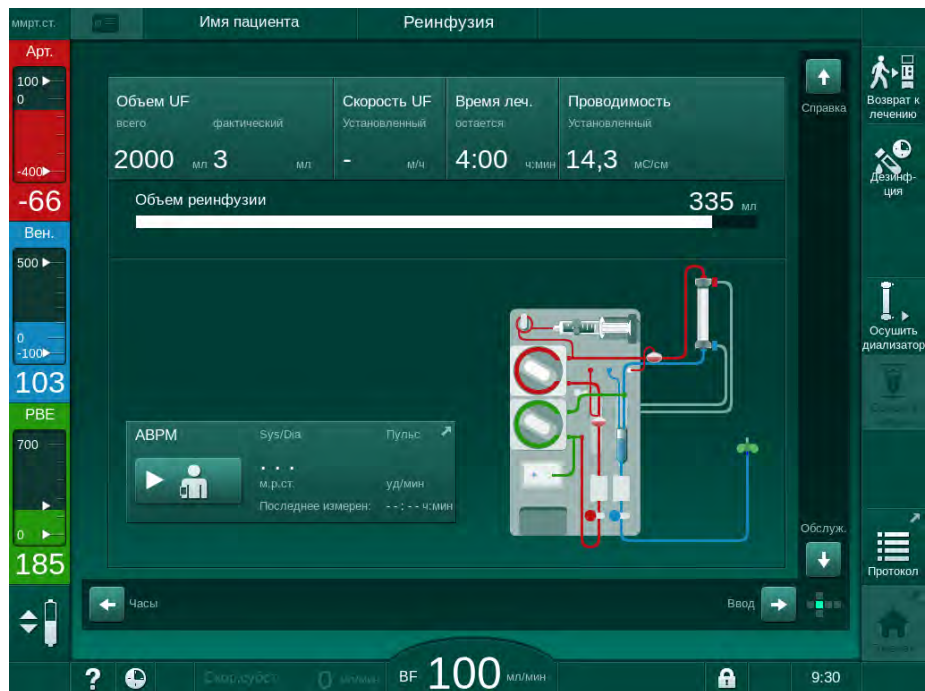 ммрт.ст.
Имя пациента
Реинфузия
Арт.
100
0
-400
-66
Вен.
500
0
-100
103
PBE
700
0
185
Объем UF
всего
фактический
2000 мл 3 мл
Скорость UF
Установленный
- м/ч
Время леч.
остается
4:00 ч:мин
Проводимость
Установленный
14,3 мС/см
Объем реинфузии
335 мл
ABPM
Sys/Dia
Пульс
. . .
м.р.ст.
уд/мин
Последнее измерен: --:-- ч:мин
Справка
Обслуж.
Часы
Ввод
Возврат к
лечению
Дезинф-
ция
Осушить
диализатор
Протокол
?
BF 100 мл/мин
9:30